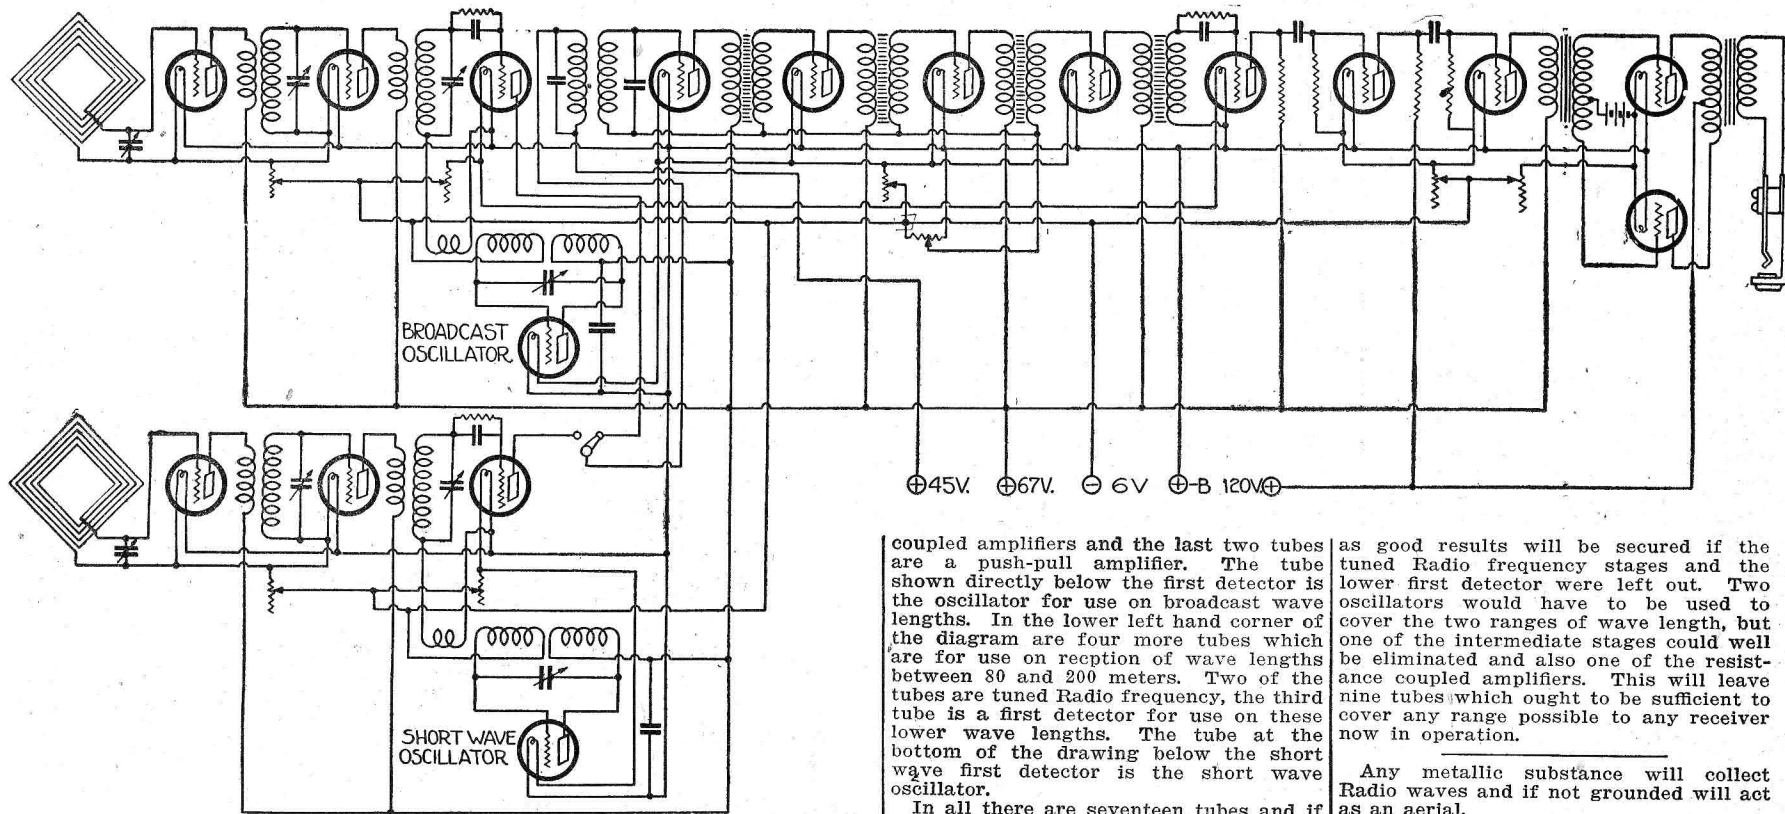 BROADCAST
OSCILLATOR
⊕45V. ⊕67V. ⊖ 6V ⊕-B 120V.⊕
SHORT WAVE
OSCILLATOR
coupled amplifiers and the last two tubes
are a push-pull amplifier. The tube
shown directly below the first detector is
the oscillator for use on broadcast wave
lengths. In the lower left hand corner of
the diagram are four more tubes which
are for use on recption of wave lengths
between 80 and 200 meters. Two of the
tubes are tuned Radio frequency, the third
tube is a first detector for use on these
lower wave lengths. The tube at the
bottom of the drawing below the short
wave first detector is the short wave
oscillator.
In all there are seventeen tubes and if
as good results will be secured if the
tuned Radio frequency stages and the
lower first detector were left out. Two
oscillators would have to be used to
cover the two ranges of wave length, but
one of the intermediate stages could well
be eliminated and also one of the resist-
ance coupled amplifiers. This will leave
nine tubes which ought to be sufficient to
cover any range possible to any receiver
now in operation.
Any metallic substance will collect
Radio waves and if not grounded will act
as an aerial.